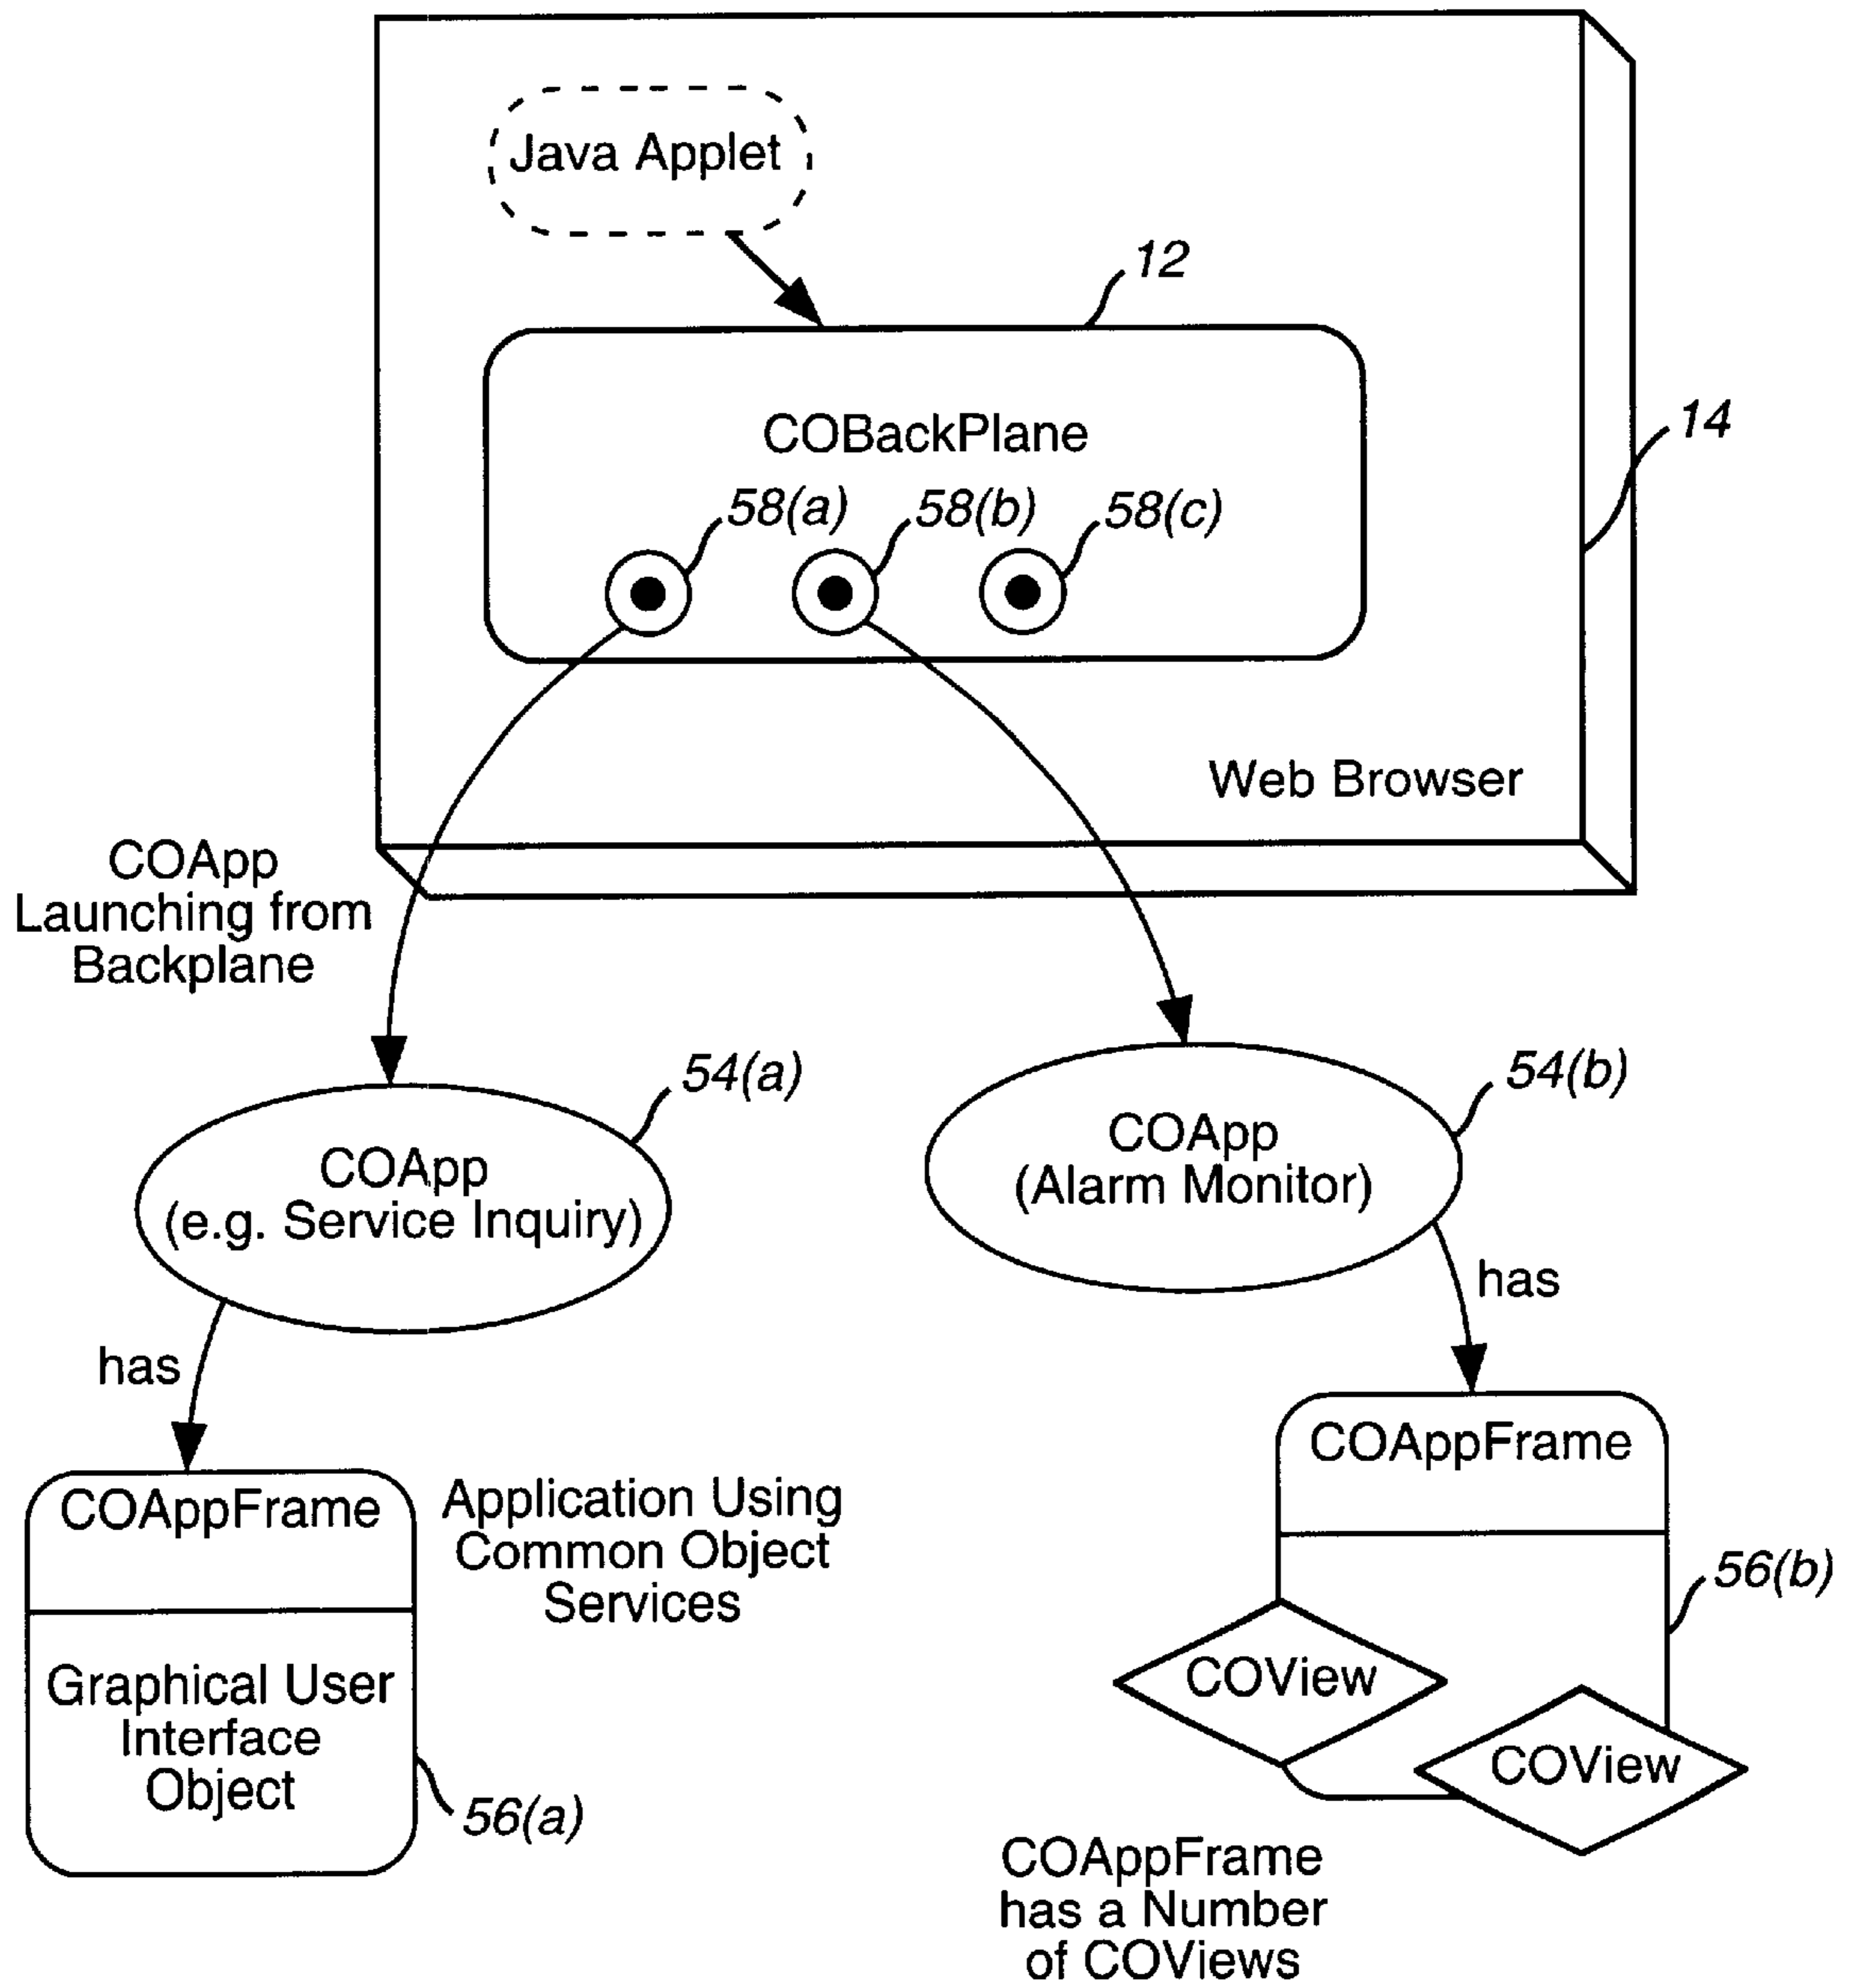 Java Applet
12
COBackPlane
14
58(a)
58(b)
58(c)
Web Browser
COApp
Launching from
Backplane
54(a)
54(b)
COApp
(e.g. Service Inquiry)
COApp
(Alarm Monitor)
has
has
COAppFrame
COAppFrame
Application Using
Common Object
Services
56(b)
Graphical User
Interface
Object
COView
COView
56(a)
COAppFrame
has a Number
of COViews